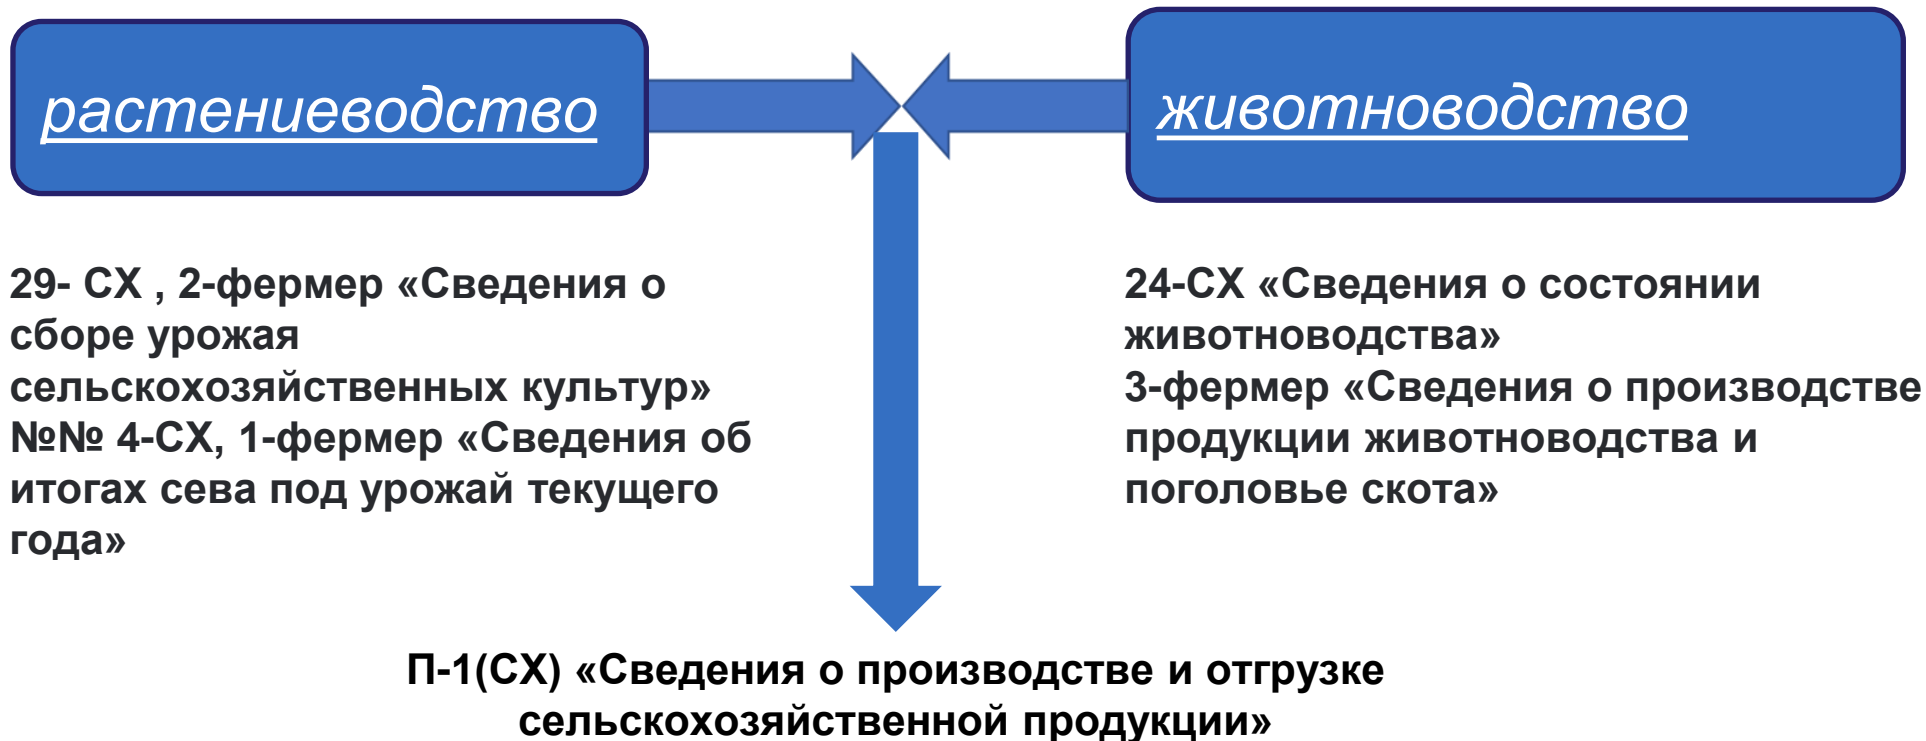 растениеводство
животноводство
29- СХ , 2-фермер «Сведения о
сборе урожая
сельскохозяйственных культур»
№№ 4-СХ, 1-фермер «Сведения об
итогах сева под урожай текущего
года»
24-СХ «Сведения о состоянии
животноводства»
3-фермер «Сведения о производстве
продукции животноводства и
поголовье скота»
П-1(СХ) «Сведения о производстве и отгрузке
сельскохозяйственной продукции»